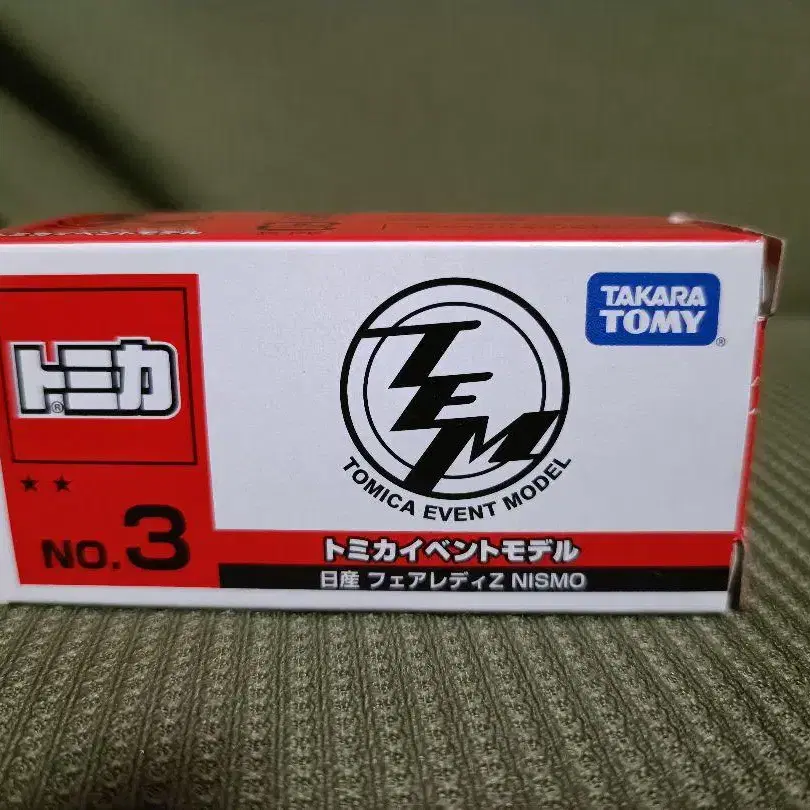 トミカ
®
TAKARA
TOMY
®
TEM
TOMICA EVENT MODEL
★★
NO.3
トミカイベントモデル
日産 フェアレディZ NISMO